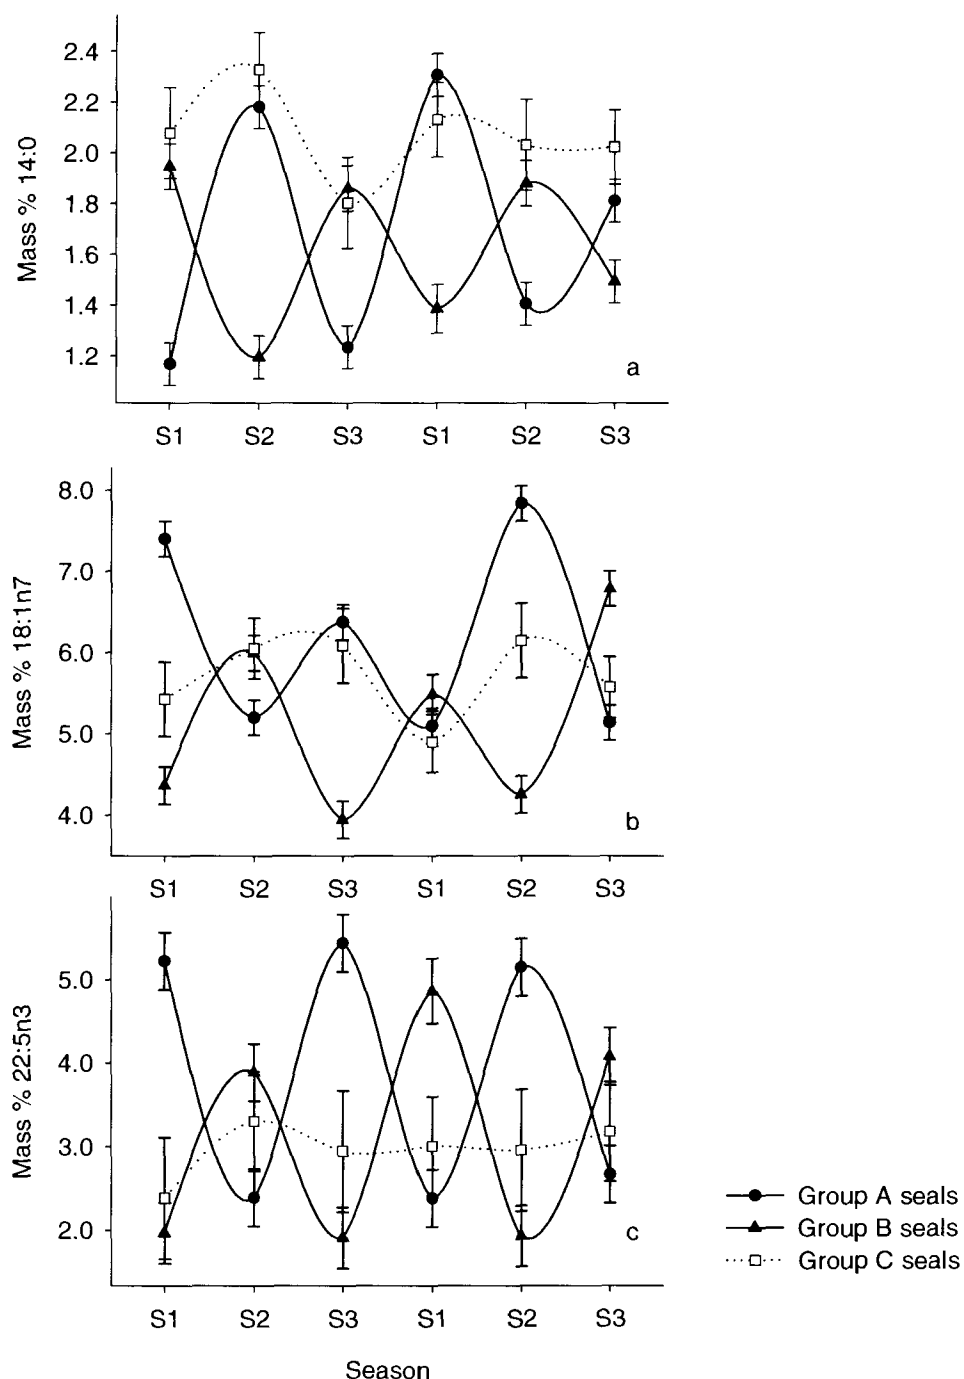 2.4
2.2
2.0
1.8
1.6
1.4
1.2
Mass % 14:0
a
S1 S2 S3 S1 S2 S3
8.0
7.0
6.0
5.0
4.0
Mass % 18:1n7
b
S1 S2 S3 S1 S2 S3
5.0
4.0
3.0
2.0
Mass % 22:5n3
c
S1 S2 S3 S1 S2 S3
Season
Group A seals
Group B seals
Group C seals